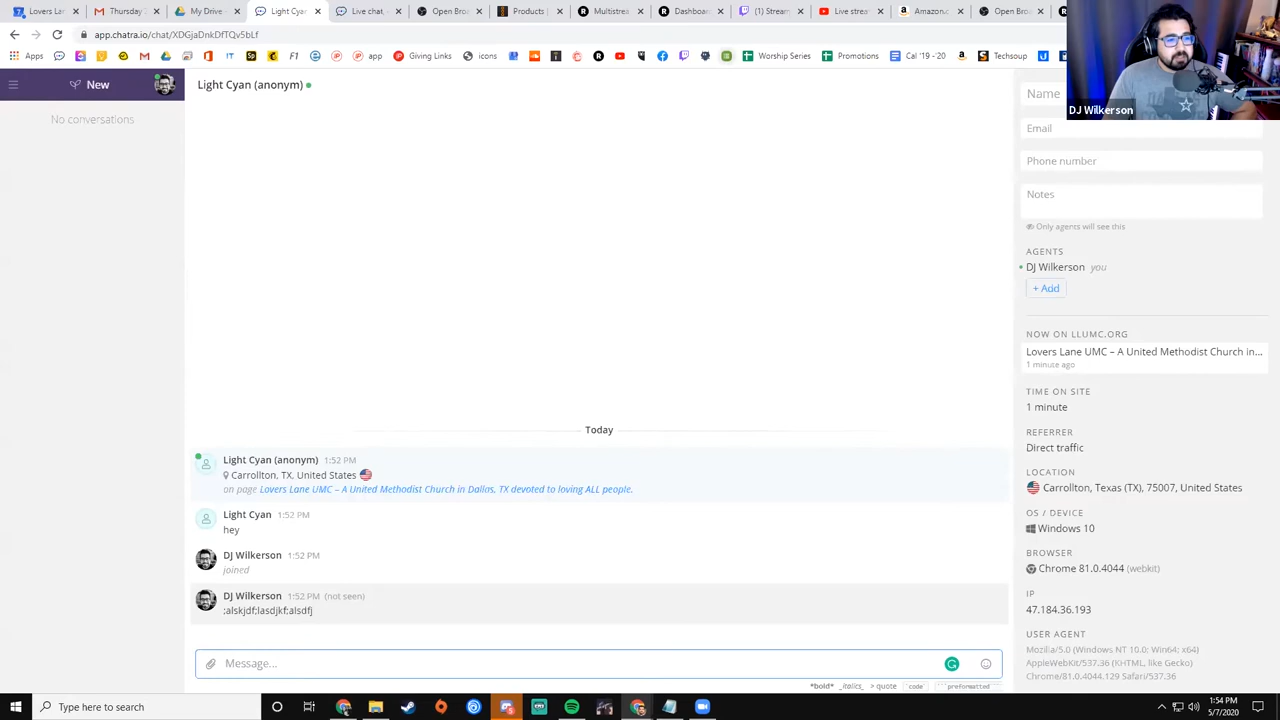 Lovers Lan
Thursday
My Drive
Light Cyan
Live chat,
Open Bro
Products
Multistrea
Dashboard
(1) Stream
Live strea
Amazon.c
Open Bro
app.chatra.io/chat/XDGjaDnkDfTQv5bLf
Apps
app
Giving Links
icons
Worship Series
Promotions
Cal '19 - 20
Techsoup
DJ Wilkerson
New
Light Cyan (anonym)
No conversations
Name
Email
Phone number
Notes
Only agents will see this
AGENTS
DJ Wilkerson you
+ Add
NOW ON LLUMC.ORG
Lovers Lane UMC – A United Methodist Church in...
1 minute ago
TIME ON SITE
1 minute
REFERRER
Direct traffic
LOCATION
Carrollton, Texas (TX), 75007, United States
OS / DEVICE
Windows 10
BROWSER
Chrome 81.0.4044 (webkit)
IP
47.184.36.193
USER AGENT
Mozilla/5.0 (Windows NT 10.0; Win64; x64)
AppleWebKit/537.36 (KHTML, like Gecko)
Chrome/81.0.4044.129 Safari/537.36
Today
Light Cyan (anonym) 1:52 PM
Carrollton, TX, United States
on page Lovers Lane UMC – A United Methodist Church in Dallas, TX devoted to loving ALL people.
Light Cyan 1:52 PM
hey
DJ Wilkerson 1:52 PM
joined
DJ Wilkerson 1:52 PM (not seen)
;alskjdf;lasdjkf;alsdfj
Message...
*bold* _italics_ > quote `code` ```preformatted```
Type here to search
1:54 PM
5/7/2020